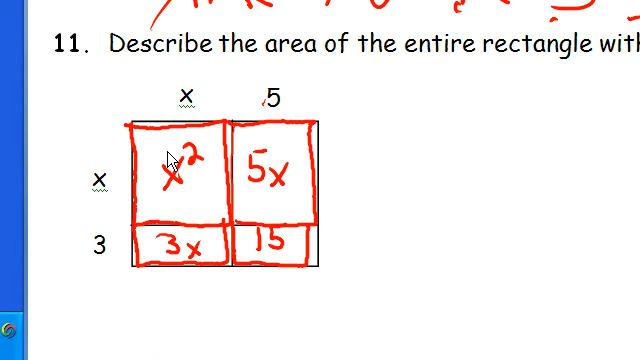 11. Describe the area of the entire rectangle with
x 5
x x² 5x
3 3x 15